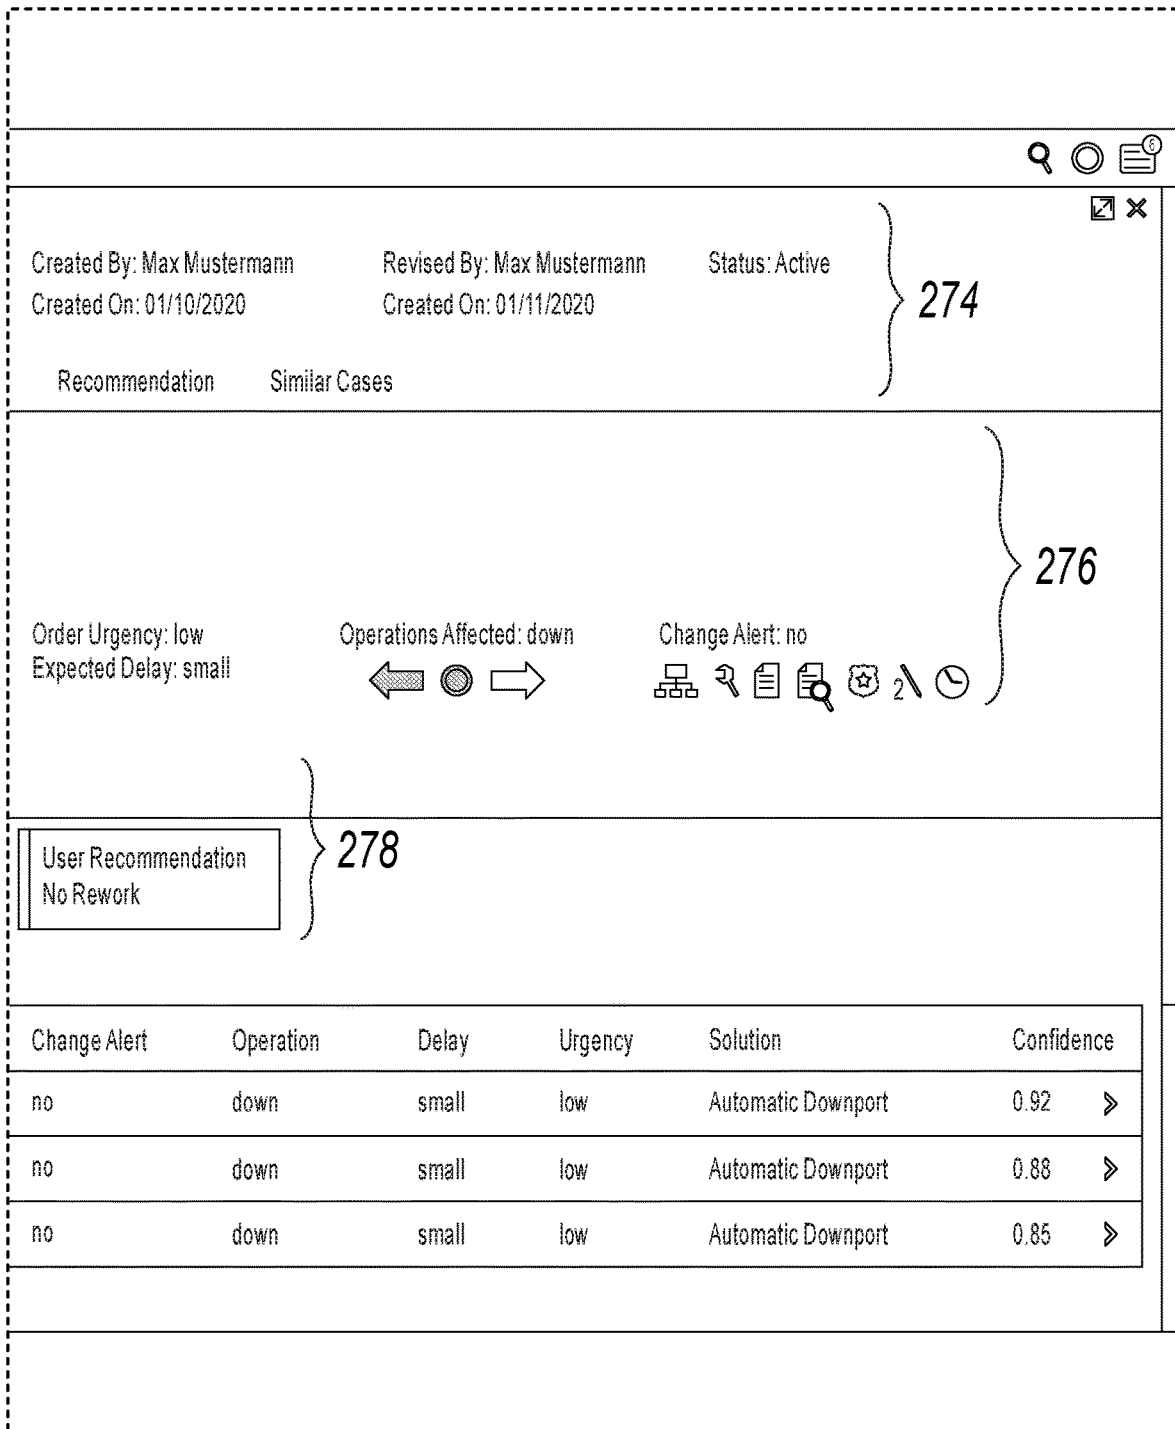 6
Created By: Max Mustermann Revised By: Max Mustermann Status: Active
Created On: 01/10/2020 Created On: 01/11/2020
274
Recommendation Similar Cases
276
Order Urgency: low Operations Affected: down Change Alert: no
Expected Delay: small
2
278
User Recommendation
No Rework
Change Alert Operation Delay Urgency Solution Confidence
no down small low Automatic Downport 0.92
no down small low Automatic Downport 0.88
no down small low Automatic Downport 0.85